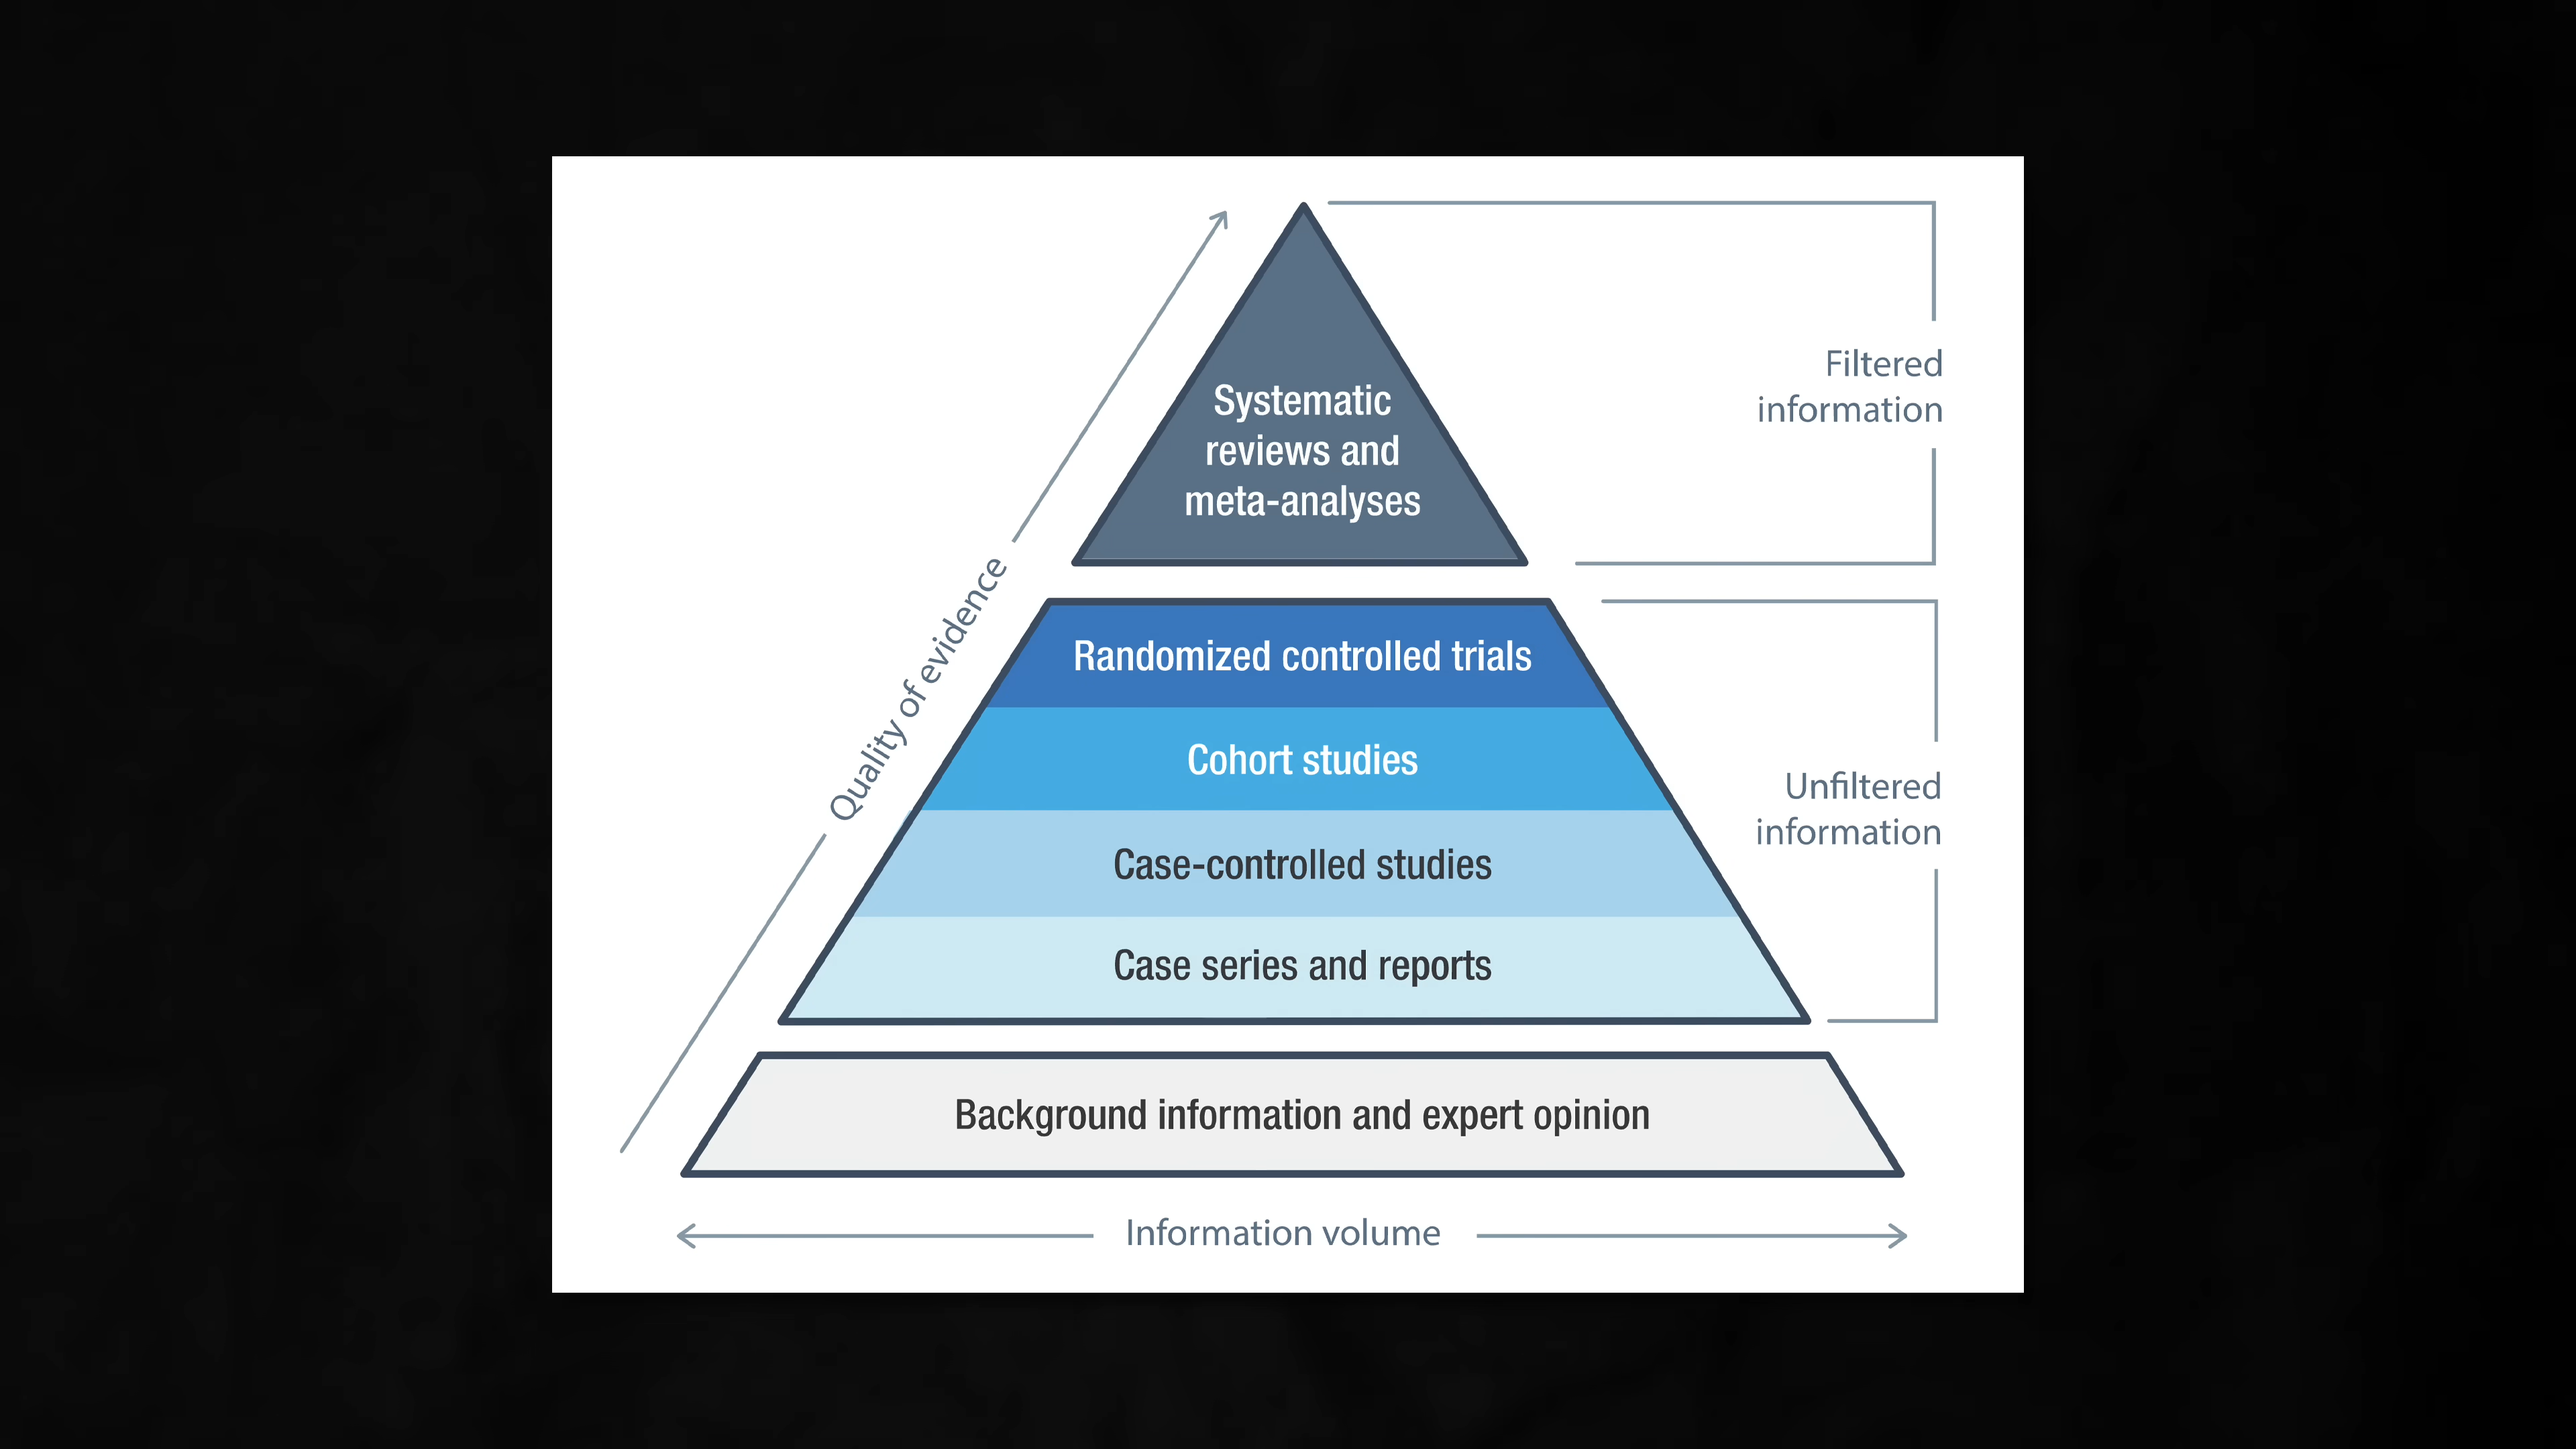 Systematic
reviews and
meta-analyses
Filtered
information
Randomized controlled trials
Cohort studies
Case-controlled studies
Case series and reports
Unfiltered
information
Quality of evidence
Background information and expert opinion
Information volume